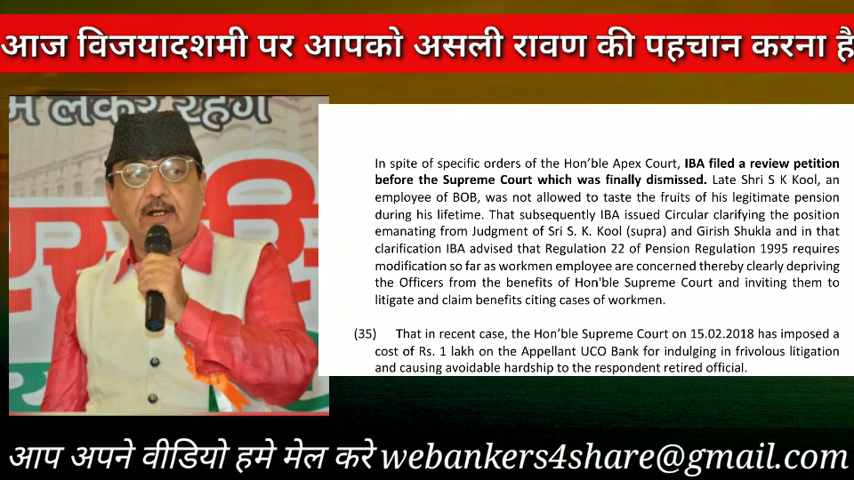 आज विजयादशमी पर आपको असली रावण की पहचान करना है
लेकर रहेंगे
In spite of specific orders of the Hon'ble Apex Court, IBA filed a review petition
before the Supreme Court which was finally dismissed. Late Shri S K Kool, an
employee of BOB, was not allowed to taste the fruits of his legitimate pension
during his lifetime. That subsequently IBA issued Circular clarifying the position
emanating from Judgment of Sri S. K. Kool (supra) and Girish Shukla and in that
clarification IBA advised that Regulation 22 of Pension Regulation 1995 requires
modification so far as workmen employee are concerned thereby clearly depriving
the Officers from the benefits of Hon'ble Supreme Court and inviting them to
litigate and claim benefits citing cases of workmen.
(35) That in recent case, the Hon'ble Supreme Court on 15.02.2018 has imposed a
cost of Rs. 1 lakh on the Appellant UCO Bank for indulging in frivolous litigation
and causing avoidable hardship to the respondent retired official.
आप अपने वीडियो हमे मेल करे webankers4share@gmail.com